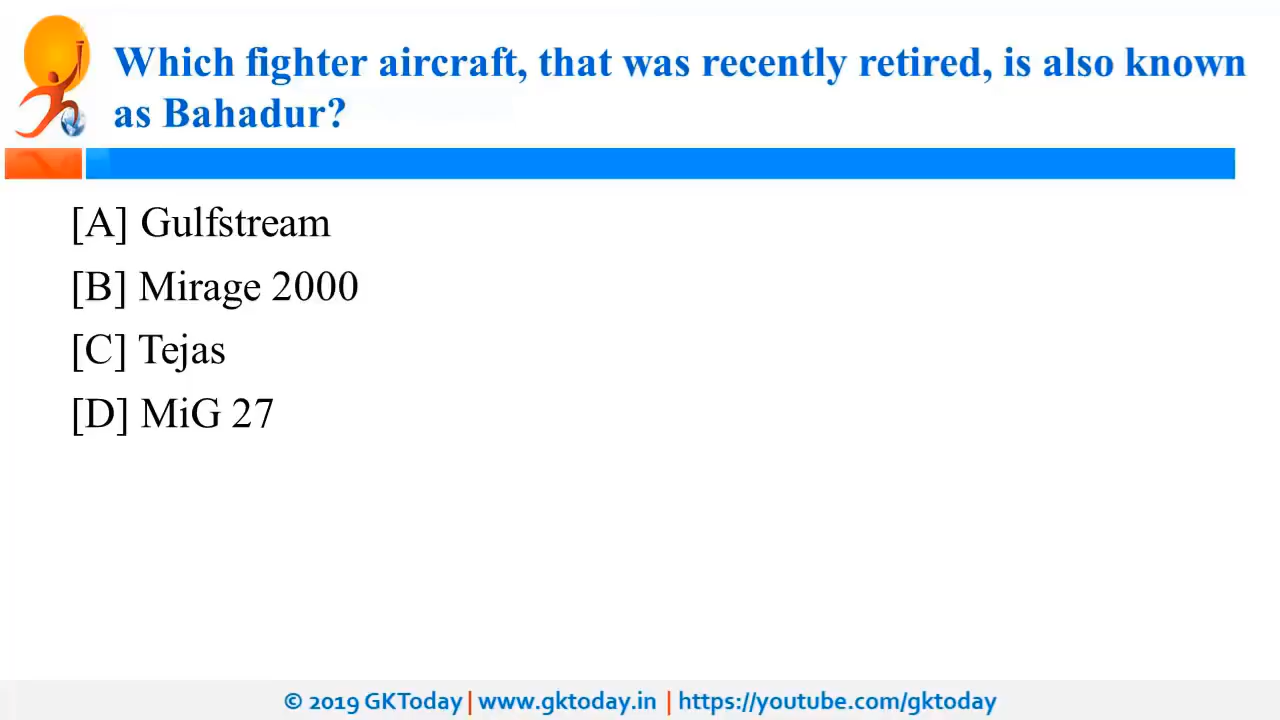 Which fighter aircraft, that was recently retired, is also known
as Bahadur?
[A] Gulfstream
[B] Mirage 2000
[C] Tejas
[D] MiG 27
© 2019 GKToday | www.gktoday.in | https://youtube.com/gktoday